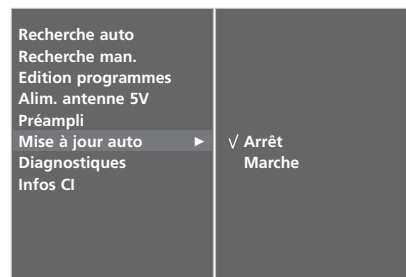 Recherche auto
Recherche man.
Edition programmes
Alim. antenne 5V
Préampli
Mise à jour auto ►
Diagnostiques
Infos CI
√ Arrêt
Marche